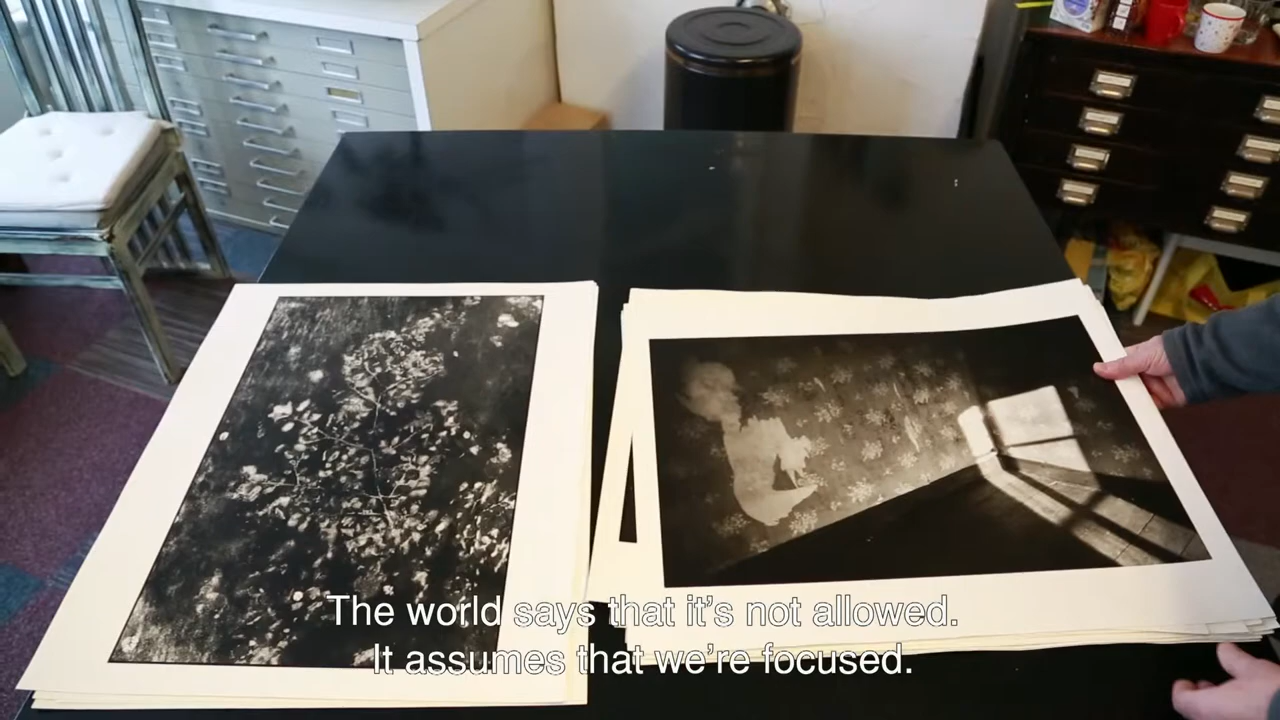 The world says that it's not allowed.
It assumes that we're focused.